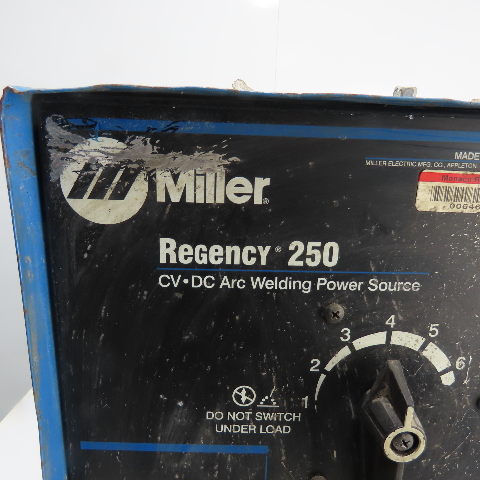 MADE
MILLER ELECTRIC MFG. CO., APPLETON
Miller®
Regency® 250
CV•DC Arc Welding Power Source
1 2 3 4 5 6
DO NOT SWITCH
UNDER LOAD